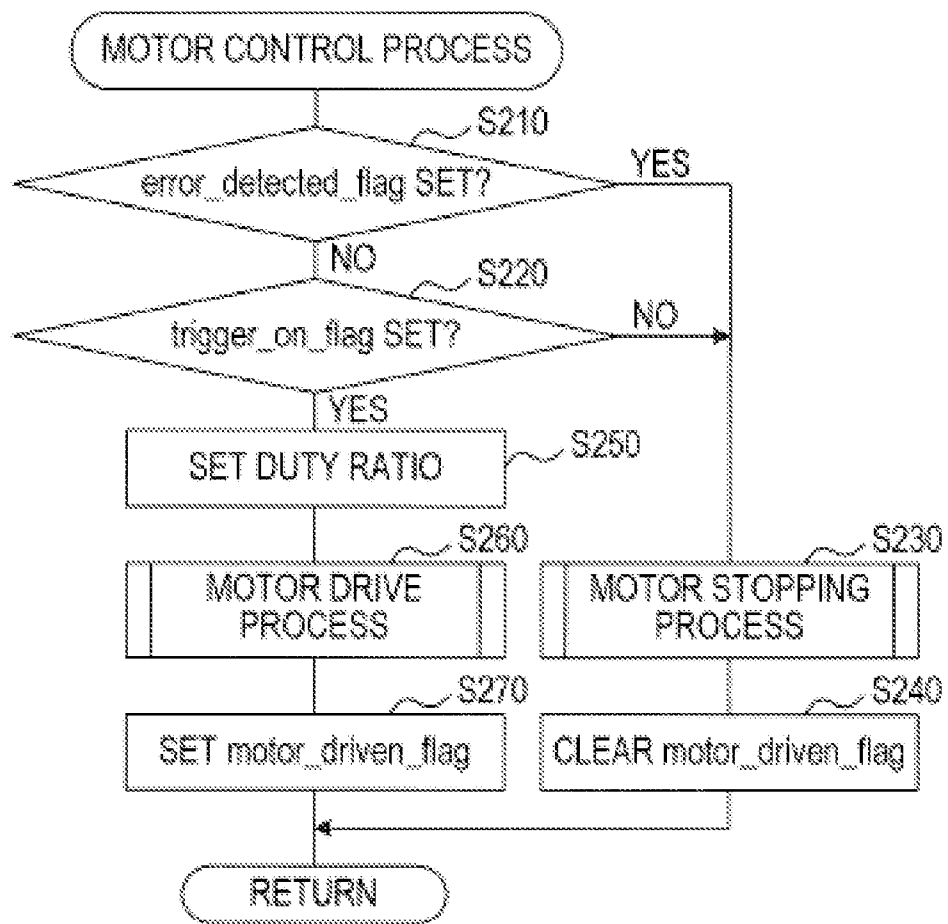 MOTOR CONTROL PROCESS
S210
error_detected_flag SET?
YES
NO
S220
trigger_on_flag SET?
NO
YES
S250
SET DUTY RATIO
S260
MOTOR DRIVE
PROCESS
S230
MOTOR STOPPING
PROCESS
S270
SET motor_driven_flag
S240
CLEAR motor_driven_flag
RETURN